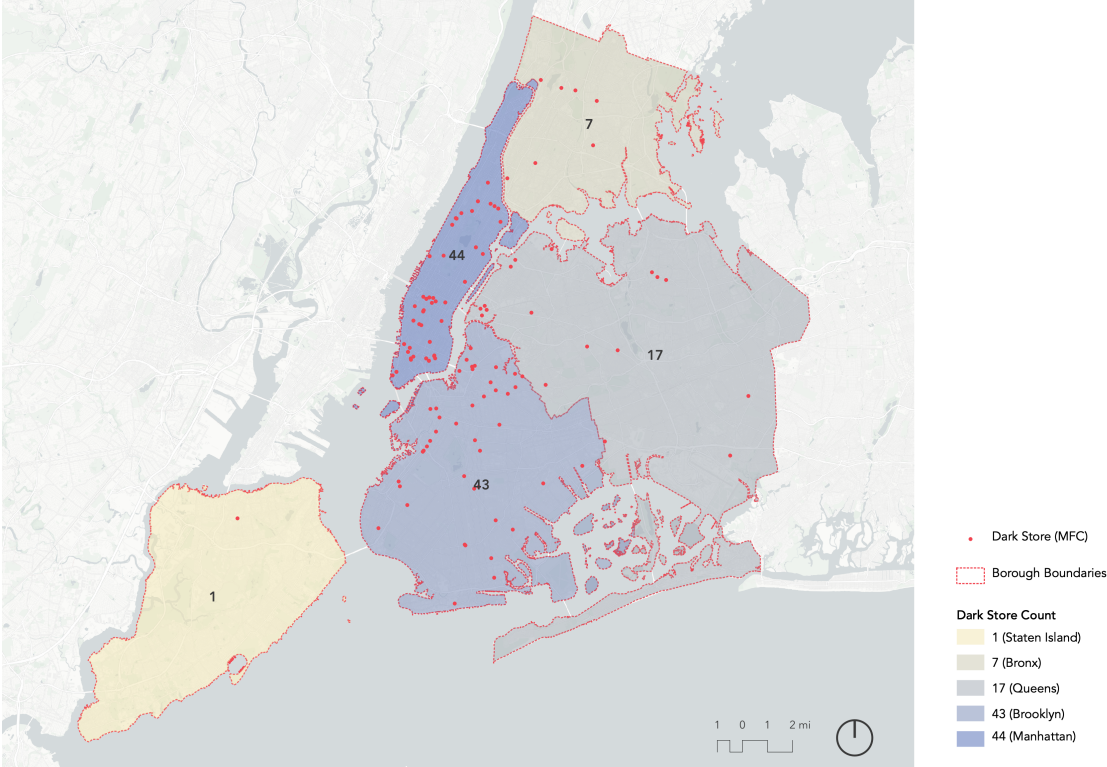 7
44
17
43
1
Dark Store (MFC)
Borough Boundaries
Dark Store Count
1 (Staten Island)
7 (Bronx)
17 (Queens)
43 (Brooklyn)
44 (Manhattan)
1 0 1 2 mi